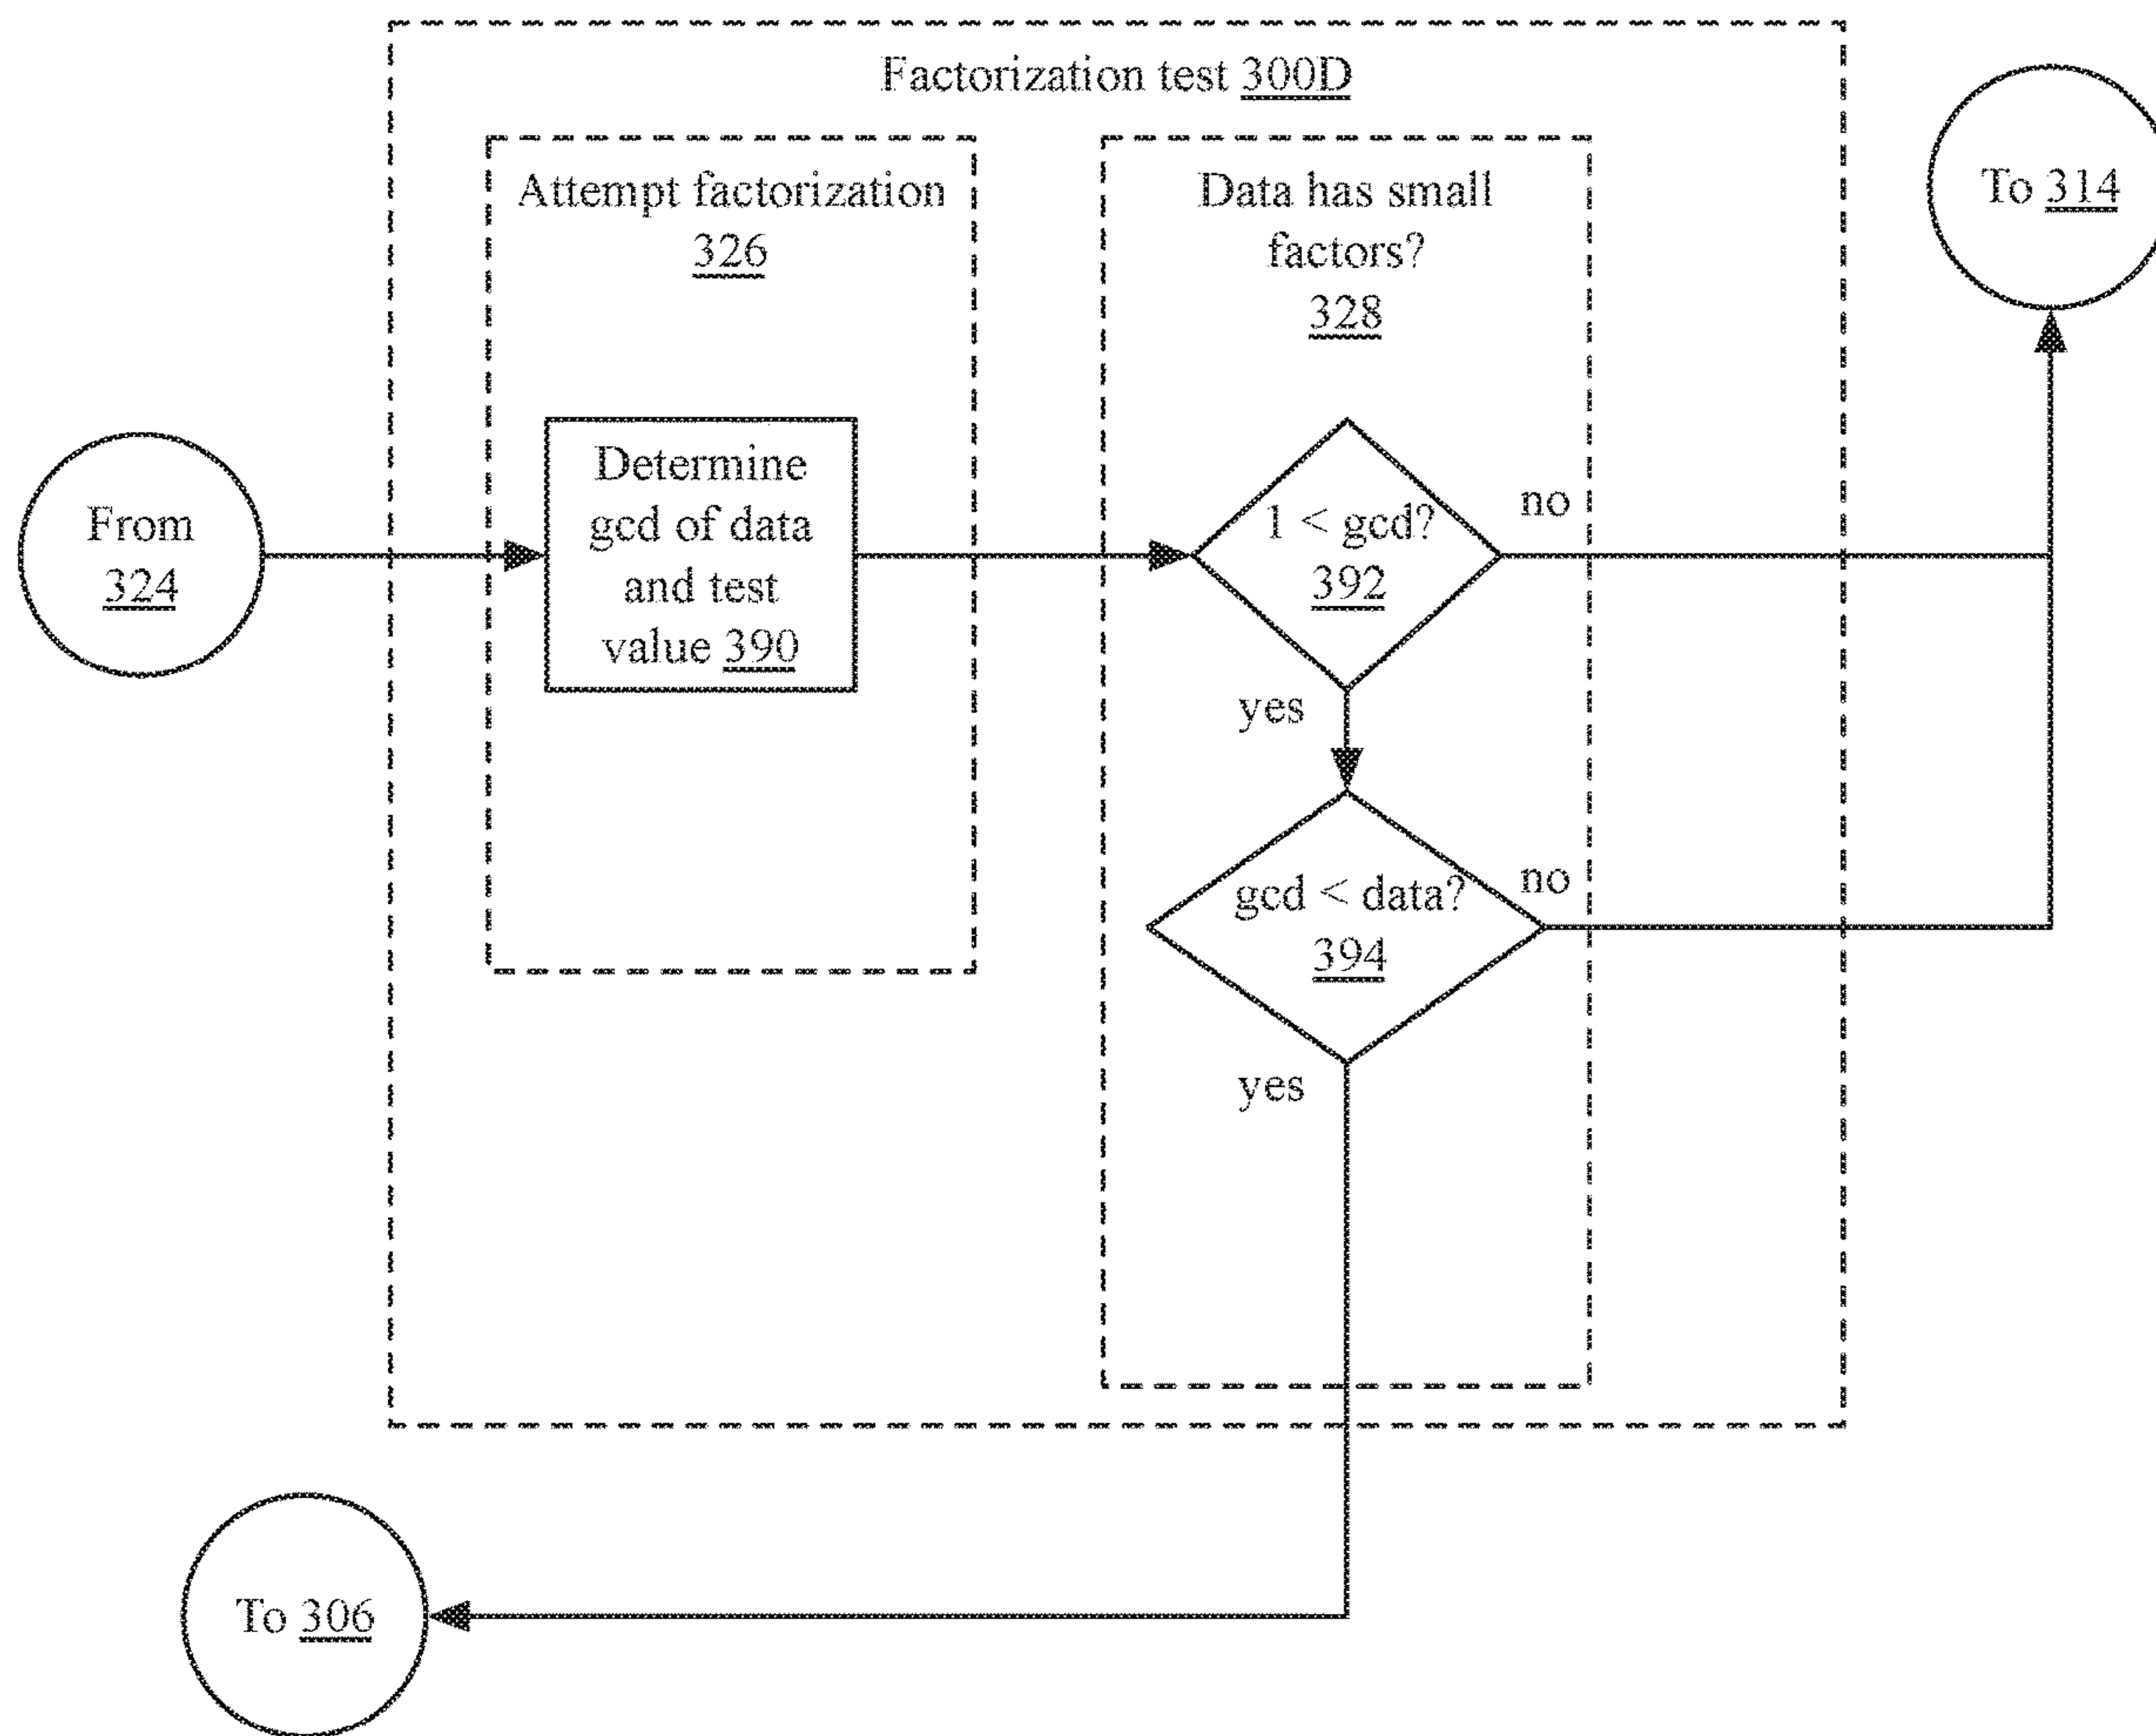 Factorization test 300D
Attempt factorization
326
Data has small
factors?
328
To 314
From
324
Determine
gcd of data
and test
value 390
1 < gcd?
392
no
yes
gcd < data?
394
no
yes
To 306